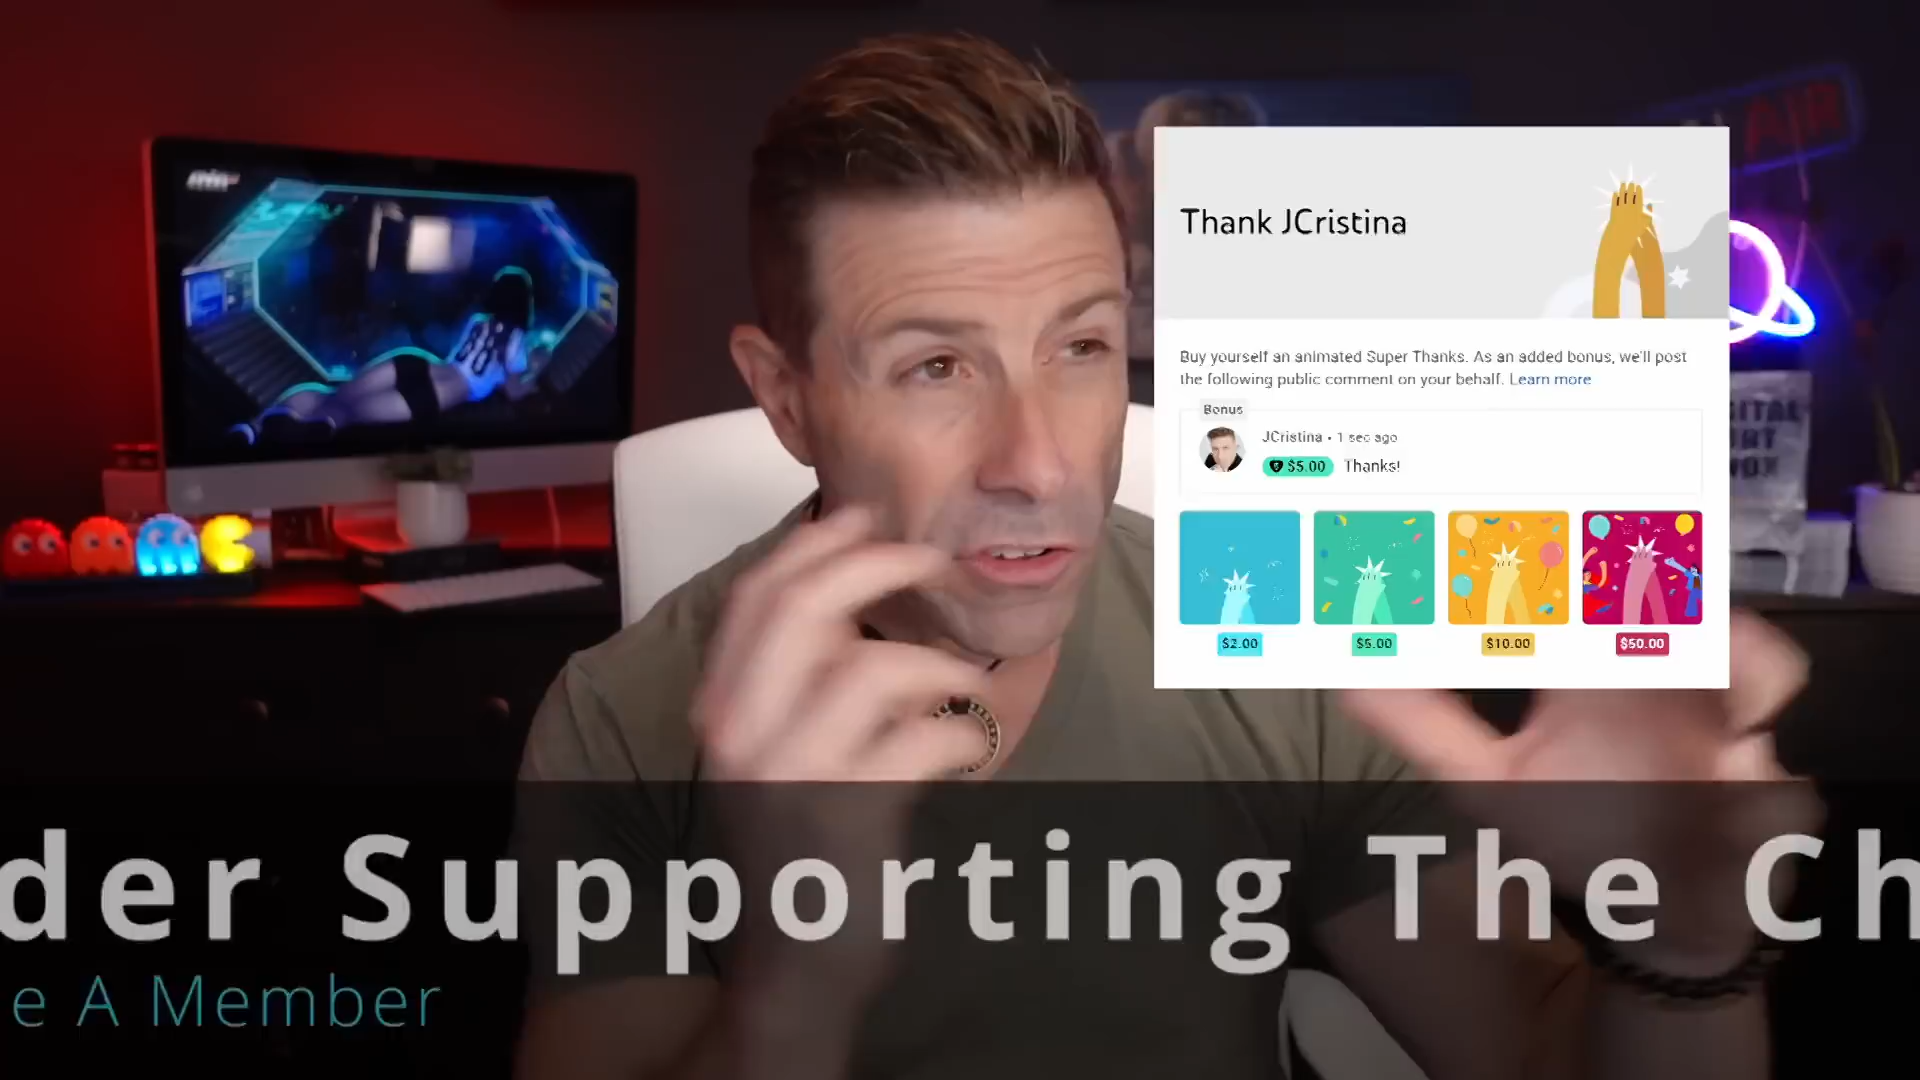 AIR
Thank JCristina
Buy yourself an animated Super Thanks. As an added bonus, we'll post
the following public comment on your behalf. Learn more
Bonus
JCristina • 1 sec ago
$5.00 Thanks!
$2.00 $5.00 $10.00 $50.00
der Supporting The Ch
e A Member